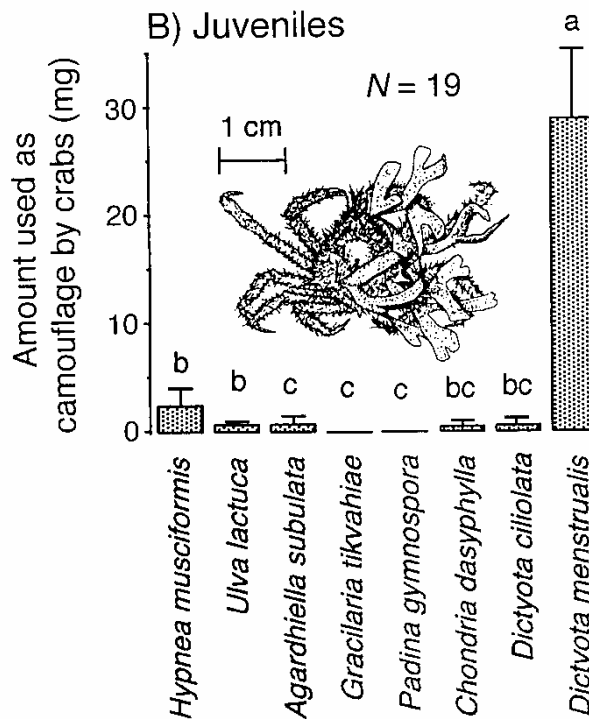 B) Juveniles
a
N = 19
1 cm
Amount used as
camouflage by crabs (mg)
30
20
10
0
b
b
c
c
c
bc
bc
Hypnea musciformis
Ulva lactuca
Agardhiella subulata
Gracilaria tikvahiae
Padina gymnospora
Chondria dasyphylla
Dictyota ciliolata
Dictyota menstrualis